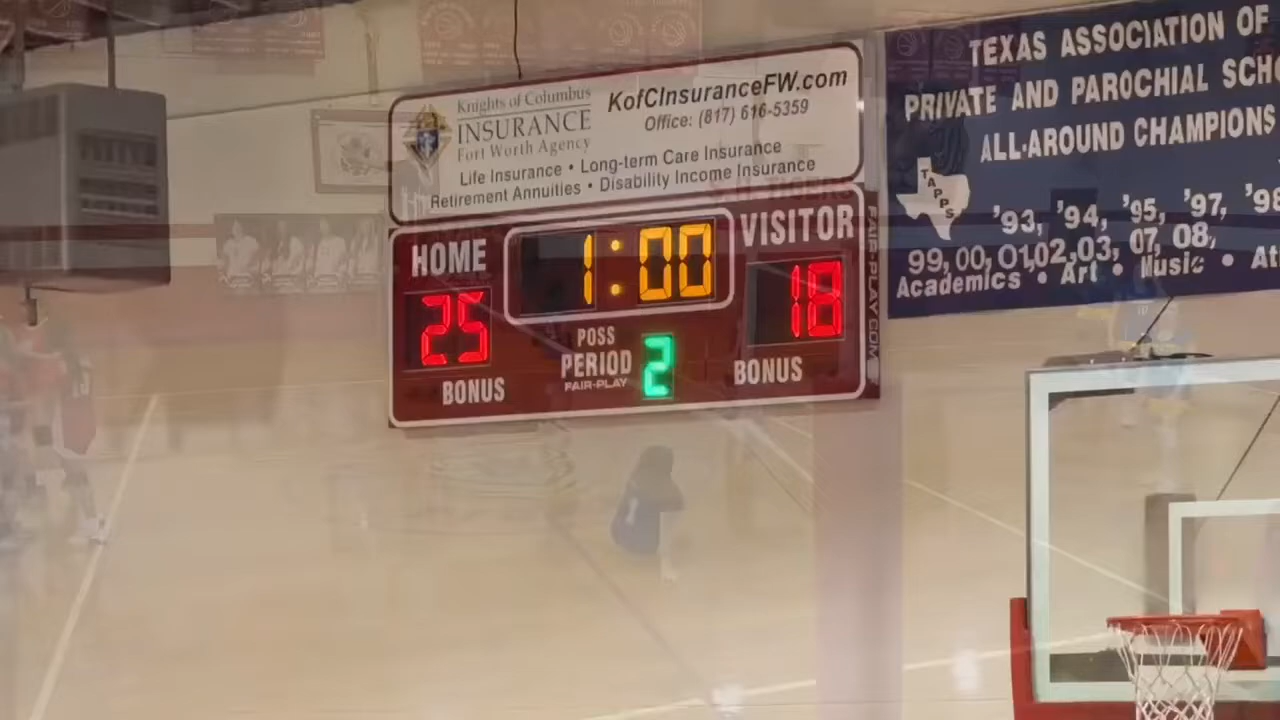 Knights of Columbus
INSURANCE
Fort Worth Agency
KofCInsuranceFW.com
Office: (817) 616-5359
Life Insurance • Long-term Care Insurance
Retirement Annuities • Disability Income Insurance
HOME
1:00
VISITOR
25
18
POSS
PERIOD
2
FAIR-PLAY
BONUS
BONUS
FAIR-PLAY.COM
TEXAS ASSOCIATION OF
PRIVATE AND PAROCHIAL
ALL-AROUND CHAMPIONS
TAPPS
'93, '94, '95, '97, '98
99,00,01,02,03, 07, 08,
Academics • Art • Music •